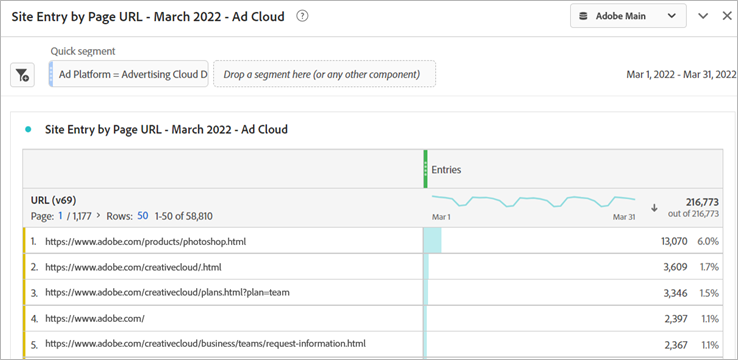 Site Entry by Page URL - March 2022 - Ad Cloud
Adobe Main
Quick segment
Ad Platform = Advertising Cloud D
Drop a segment here (or any other component)
Mar 1, 2022 - Mar 31, 2022
Site Entry by Page URL - March 2022 - Ad Cloud
Entries
URL (v69)
Page: 1 / 1,177 > Rows: 50 1-50 of 58,810
Mar 1
Mar 31
216,773
out of 216,773
1. https://www.adobe.com/products/photoshop.html 13,070 6.0%
2. https://www.adobe.com/creativecloud/.html 3,609 1.7%
3. https://www.adobe.com/creativecloud/plans.html?plan=team 3,346 1.5%
4. https://www.adobe.com/ 2,397 1.1%
5. https://www.adobe.com/creativecloud/business/teams/request-information.html 2,367 1.1%